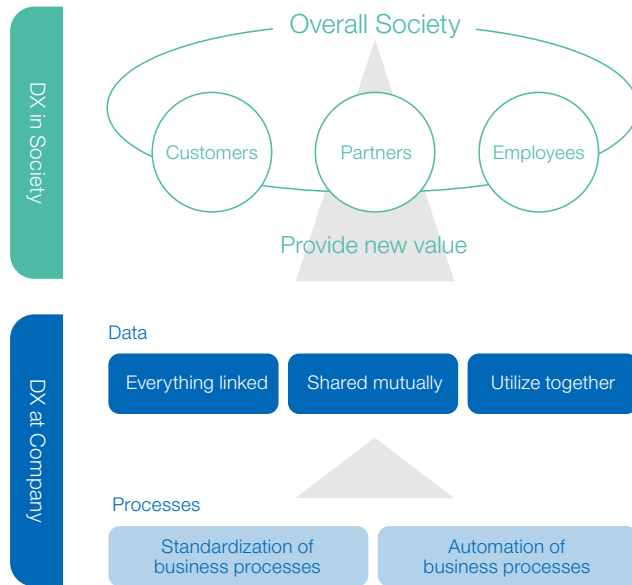 DX in Society
Overall Society
Customers
Partners
Employees
Provide new value
DX at Company
Data
Everything linked
Shared mutually
Utilize together
Processes
Standardization of
business processes
Automation of
business processes